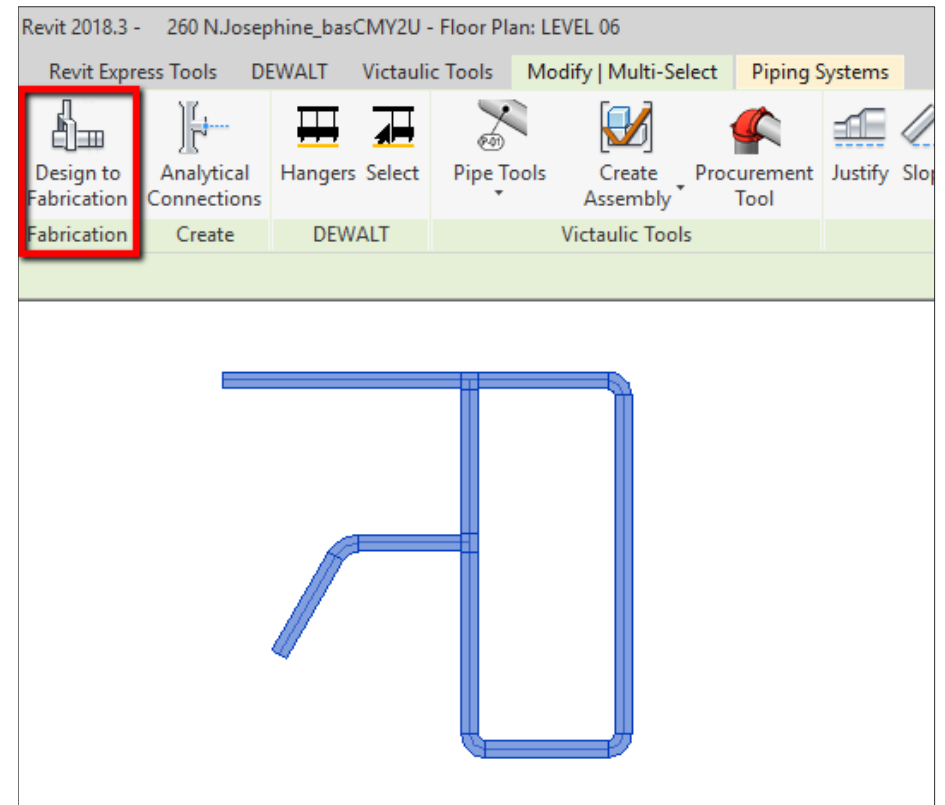 Revit 2018.3 - 260 N.Josephine_basCMY2U - Floor Plan: LEVEL 06
Revit Express Tools DEWALT Victaulic Tools Modify | Multi-Select Piping Systems
Design to Analytical Hangers Select Pipe Tools Create Procurement Justify Slop
Fabrication Connections Assembly Tool
(P-01)
Fabrication Create DEWALT Victaulic Tools